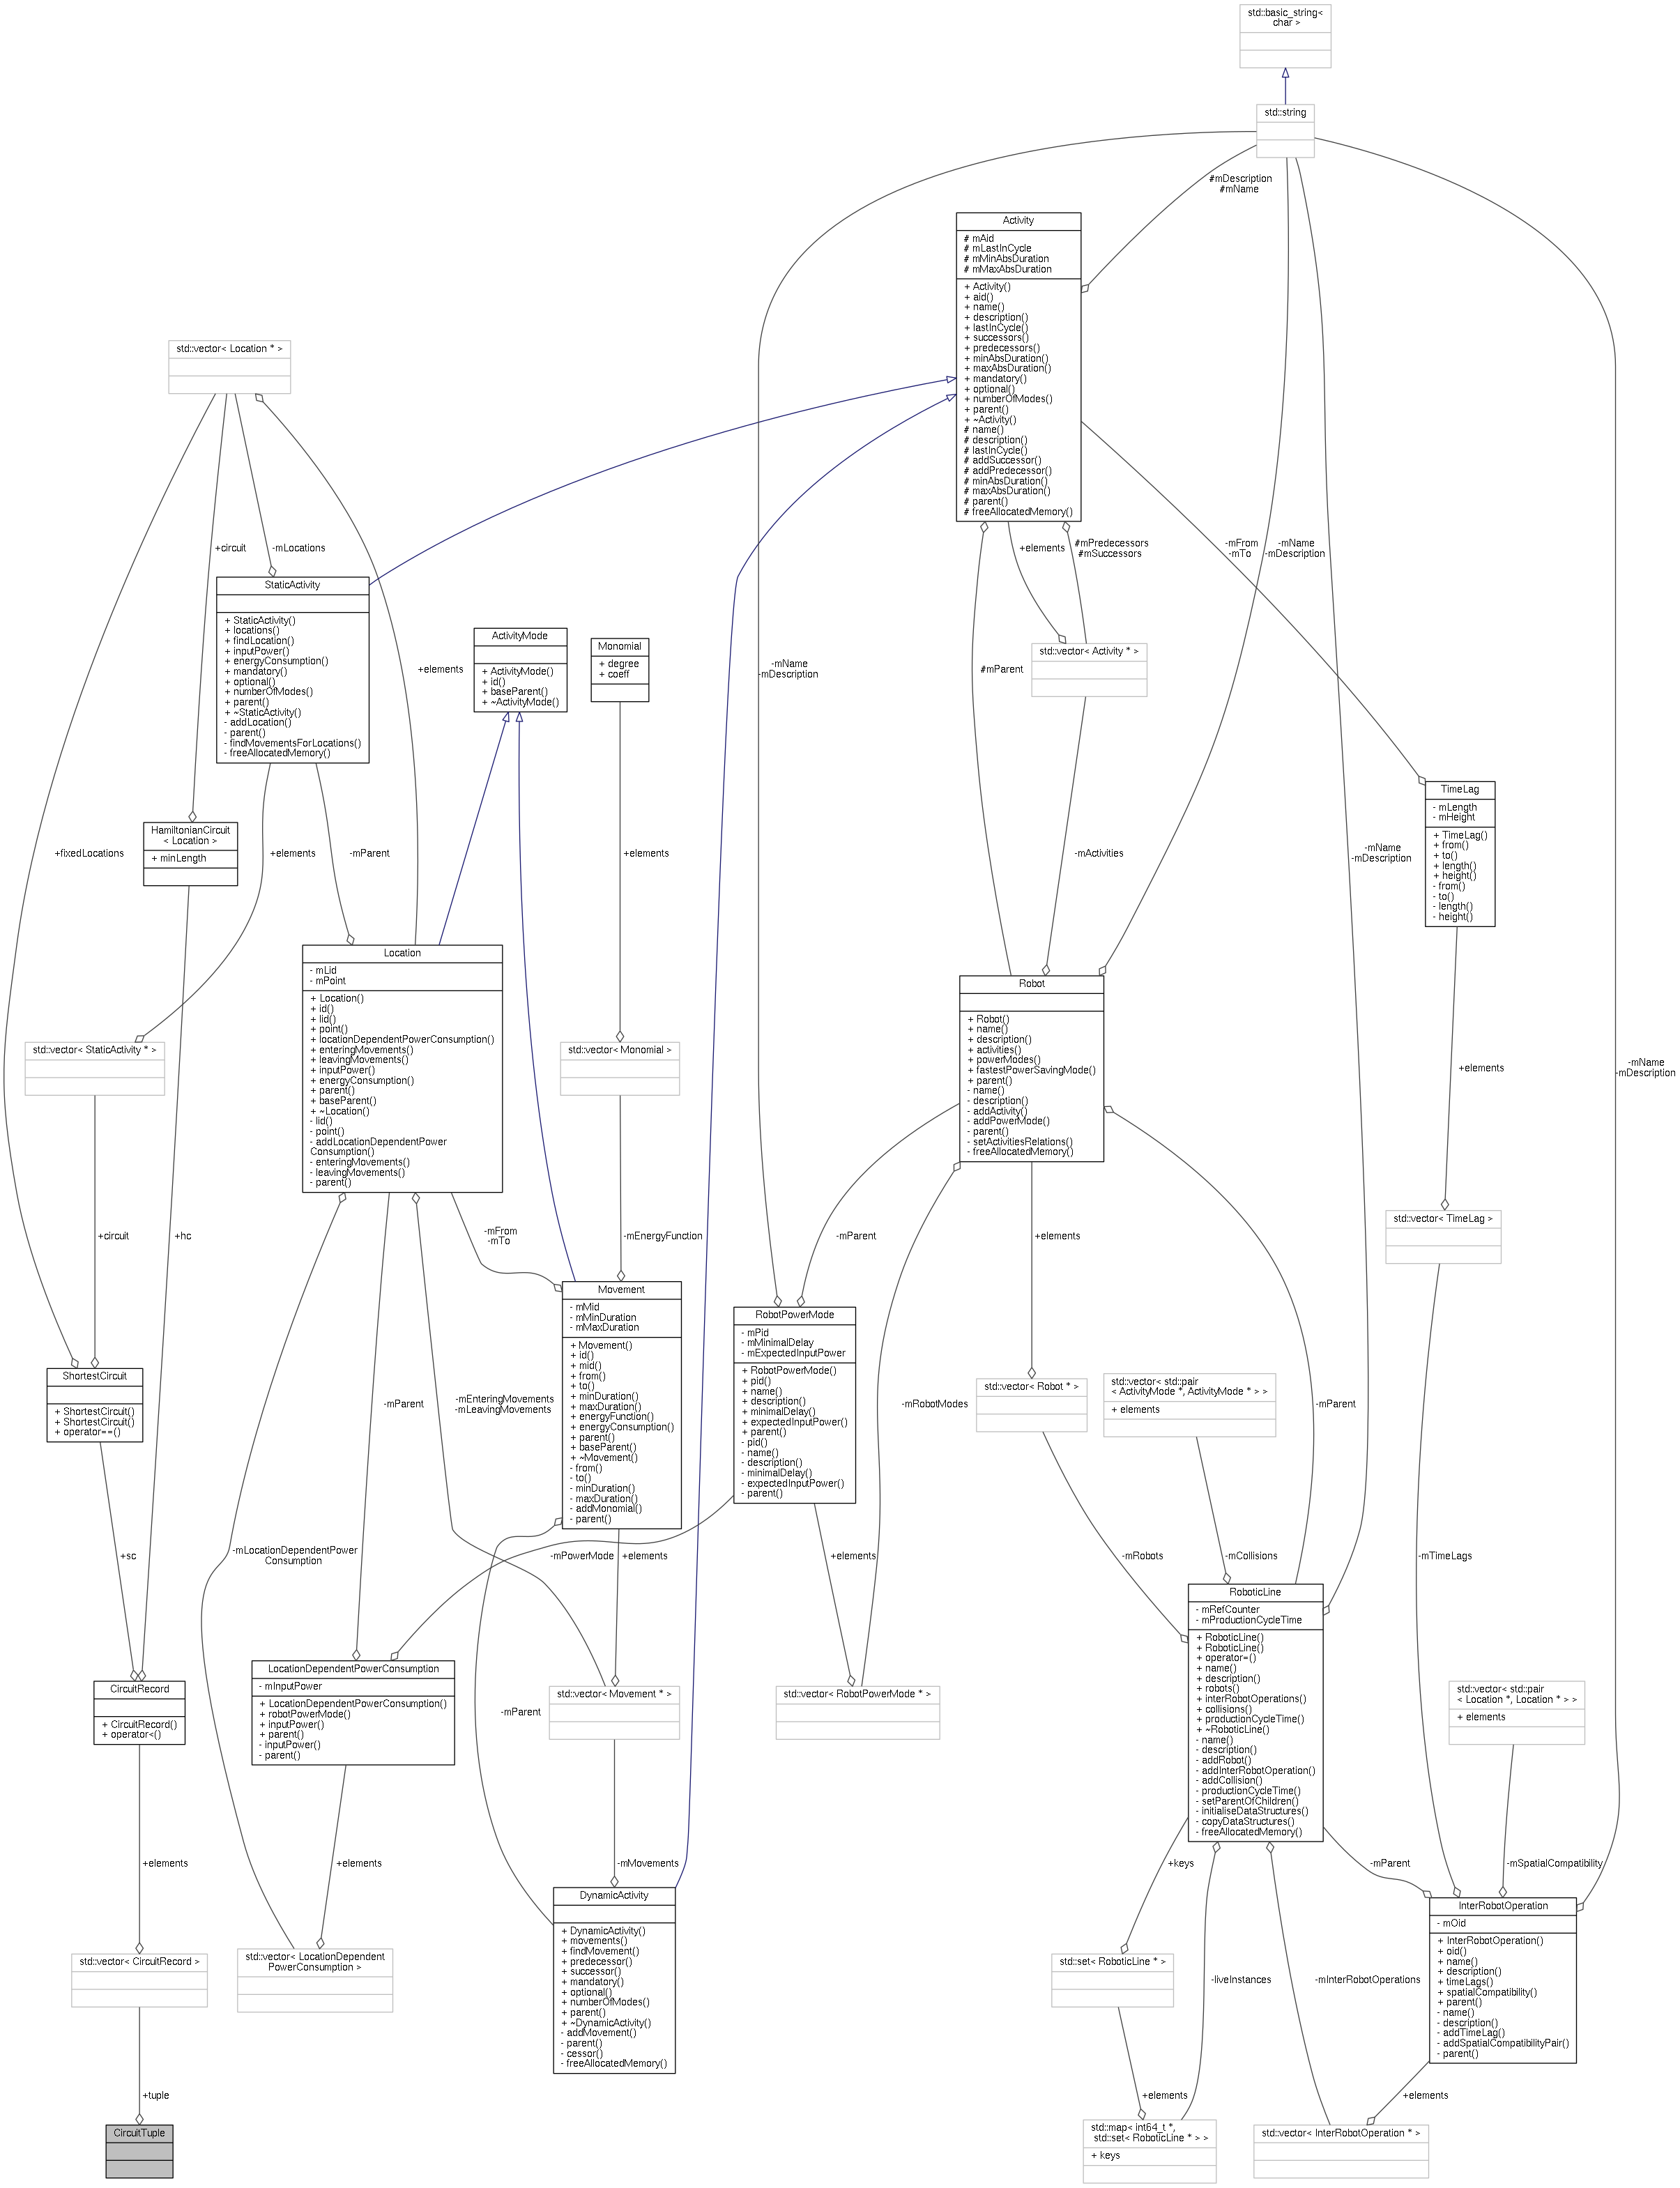 std::basic_string<
char >
std::string
#mDescription
#mName
Activity
# mAid
# mLastInCycle
# mMinAbsDuration
# mMaxAbsDuration
+ Activity()
+ aid()
+ name()
+ description()
+ lastInCycle()
+ successors()
+ predecessors()
+ minAbsDuration()
+ maxAbsDuration()
+ mandatory()
+ optional()
+ numberOfModes()
+ parent()
+ ~Activity()
# name()
# description()
# lastInCycle()
# addSuccessor()
# addPredecessor()
# minAbsDuration()
# maxAbsDuration()
# parent()
# freeAllocatedMemory()
std::vector< Location * >
+circuit
-mLocations
+elements
#mPredecessors
#mSuccessors
-mName
-mDescription
-mFrom
-mTo
StaticActivity
+ StaticActivity()
+ locations()
+ findLocation()
+ inputPower()
+ energyConsumption()
+ mandatory()
+ optional()
+ numberOfModes()
+ parent()
+ ~StaticActivity()
- addLocation()
- parent()
- findMovementsForLocations()
- freeAllocatedMemory()
+elements
ActivityMode
+ ActivityMode()
+ id()
+ baseParent()
+ ~ActivityMode()
Monomial
+ degree
+ coeff
-mName
-mDescription
#mParent
std::vector< Activity * >
TimeLag
- mLength
- mHeight
+ TimeLag()
+ from()
+ to()
+ length()
+ height()
- from()
- to()
- length()
- height()
HamiltonianCircuit
< Location >
+ minLength
+fixedLocations
+elements
-mParent
+elements
-mActivities
-mName
-mDescription
Location
- mLid
- mPoint
+ Location()
+ id()
+ lid()
+ point()
+ locationDependentPowerConsumption()
+ enteringMovements()
+ leavingMovements()
+ inputPower()
+ energyConsumption()
+ parent()
+ baseParent()
+ ~Location()
- lid()
- point()
- addLocationDependentPower
Consumption()
- enteringMovements()
- leavingMovements()
- parent()
Robot
+ Robot()
+ name()
+ description()
+ activities()
+ powerModes()
+ fastestPowerSavingMode()
+ parent()
- name()
- description()
- addActivity()
- addPowerMode()
- parent()
- setActivitiesRelations()
- freeAllocatedMemory()
std::vector< StaticActivity * >
std::vector< Monomial >
+elements
-mName
-mDescription
std::vector< TimeLag >
+circuit
+hc
-mFrom
-mTo
-mEnergyFunction
-mParent
+elements
Movement
- mMid
- mMinDuration
- mMaxDuration
+ Movement()
+ id()
+ mid()
+ from()
+ to()
+ minDuration()
+ maxDuration()
+ energyFunction()
+ energyConsumption()
+ parent()
+ baseParent()
+ ~Movement()
- from()
- to()
- minDuration()
- maxDuration()
- addMonomial()
- parent()
RobotPowerMode
- mPid
- mMinimalDelay
- mExpectedInputPower
+ RobotPowerMode()
+ pid()
+ name()
+ description()
+ minimalDelay()
+ expectedInputPower()
+ parent()
- pid()
- name()
- description()
- minimalDelay()
- expectedInputPower()
- parent()
ShortestCircuit
+ ShortestCircuit()
+ ShortestCircuit()
+ operator==()
-mParent
-mEnteringMovements
-mLeavingMovements
-mRobotModes
std::vector< Robot * >
std::vector< std::pair
< ActivityMode *, ActivityMode * > >
+ elements
-mParent
+sc
-mLocationDependentPower
Consumption
-mPowerMode
+elements
+elements
-mRobots
-mCollisions
-mTimeLags
RoboticLine
- mRefCounter
- mProductionCycleTime
+ RoboticLine()
+ RoboticLine()
+ operator=()
+ name()
+ description()
+ robots()
+ interRobotOperations()
+ collisions()
+ productionCycleTime()
+ ~RoboticLine()
- name()
- description()
- addRobot()
- addInterRobotOperation()
- addCollision()
- productionCycleTime()
- setParentOfChildren()
- initialiseDataStructures()
- copyDataStructures()
- freeAllocatedMemory()
CircuitRecord
+ CircuitRecord()
+ operator<()
LocationDependentPowerConsumption
- mInputPower
+ LocationDependentPowerConsumption()
+ robotPowerMode()
+ inputPower()
+ parent()
- inputPower()
- parent()
-mParent
std::vector< Movement * >
std::vector< RobotPowerMode * >
std::vector< std::pair
< Location *, Location * > >
+ elements
+elements
+elements
-mMovements
+keys
-mParent
-mSpatialCompatibility
DynamicActivity
+ DynamicActivity()
+ movements()
+ findMovement()
+ predecessor()
+ successor()
+ mandatory()
+ optional()
+ numberOfModes()
+ parent()
+ ~DynamicActivity()
- addMovement()
- parent()
- cessor()
- freeAllocatedMemory()
InterRobotOperation
- mOid
+ InterRobotOperation()
+ oid()
+ name()
+ description()
+ timeLags()
+ spatialCompatibility()
+ parent()
- name()
- description()
- addTimeLag()
- addSpatialCompatibilityPair()
- parent()
std::vector< CircuitRecord >
std::vector< LocationDependent
PowerConsumption >
std::set< RoboticLine * >
-liveInstances
-mInterRobotOperations
+tuple
+elements
+elements
CircuitTuple
std::map< int64_t *,
std::set< RoboticLine * > >
+ keys
std::vector< InterRobotOperation * >